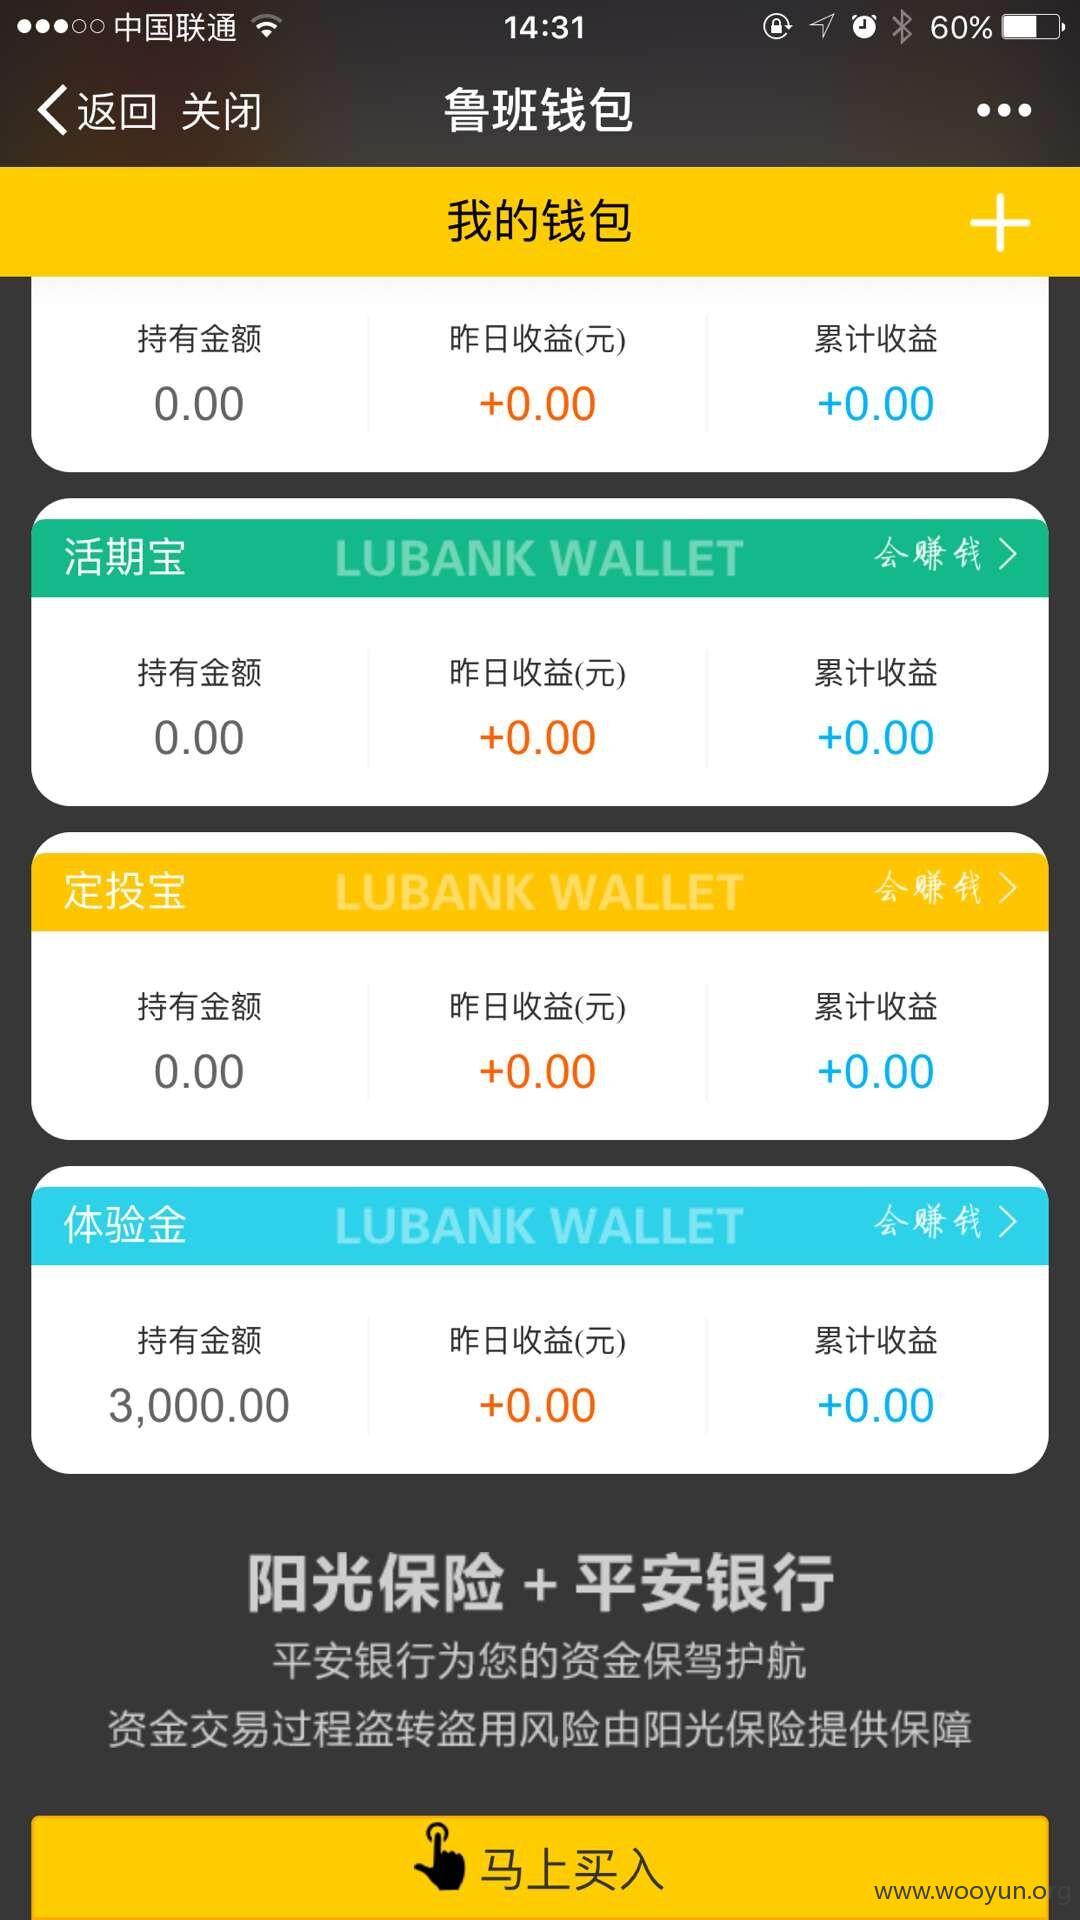 中国联通 14:31 60%
返回 关闭 鲁班钱包
我的钱包
持有金额 昨日收益(元) 累计收益
0.00 +0.00 +0.00
活期宝 LUBANK WALLET 会赚钱
持有金额 昨日收益(元) 累计收益
0.00 +0.00 +0.00
定投宝 LUBANK WALLET 会赚钱
持有金额 昨日收益(元) 累计收益
0.00 +0.00 +0.00
体验金 LUBANK WALLET 会赚钱
持有金额 昨日收益(元) 累计收益
3,000.00 +0.00 +0.00
阳光保险 + 平安银行
平安银行为您的资金保驾护航
资金交易过程盗转盗用风险由阳光保险提供保障
马上买入
www.wooyun.org